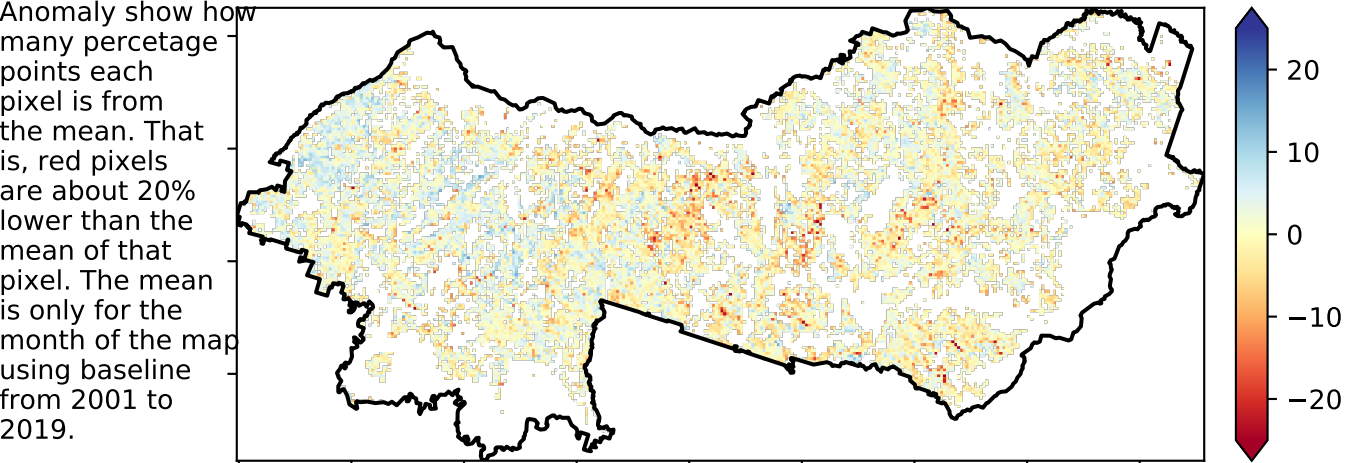 Anomaly show how
many percetage
points each
pixel is from
the mean. That
is, red pixels
are about 20%
lower than the
mean of that
pixel. The mean
is only for the
month of the map
using baseline
from 2001 to
2019.
20
10
0
−10
−20